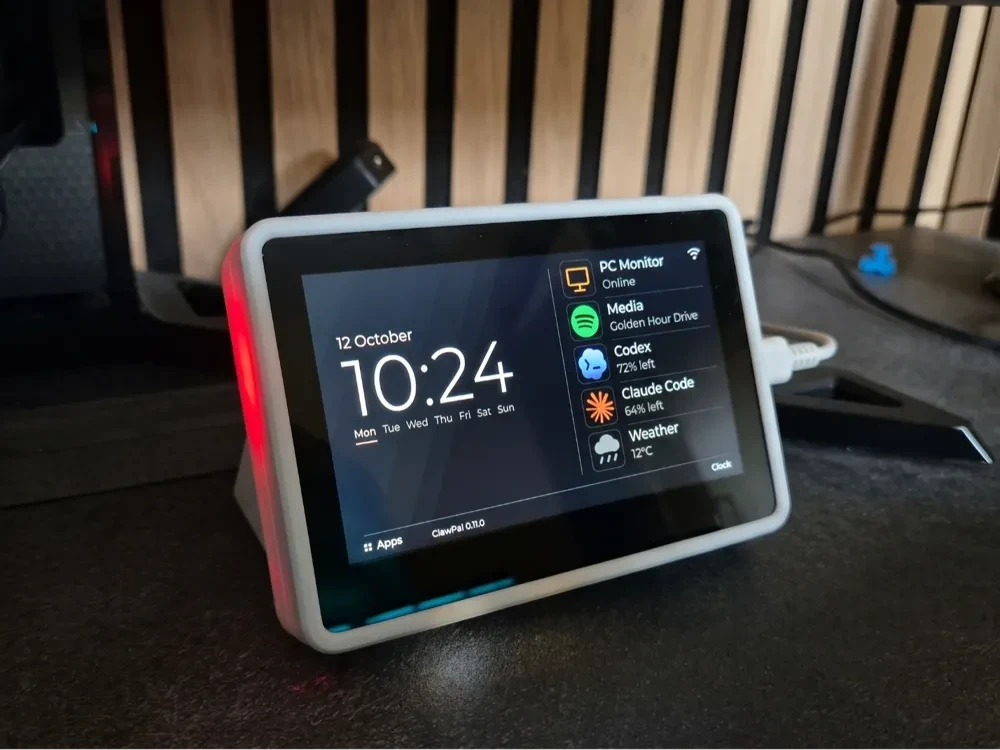 12 October
10:24
Mon Tue Wed Thu Fri Sat Sun
PC Monitor
Online
Media
Golden Hour Drive
Codex
72% left
Claude Code
64% left
Weather
12°C
Apps
ClawPal 0.11.0
Clock